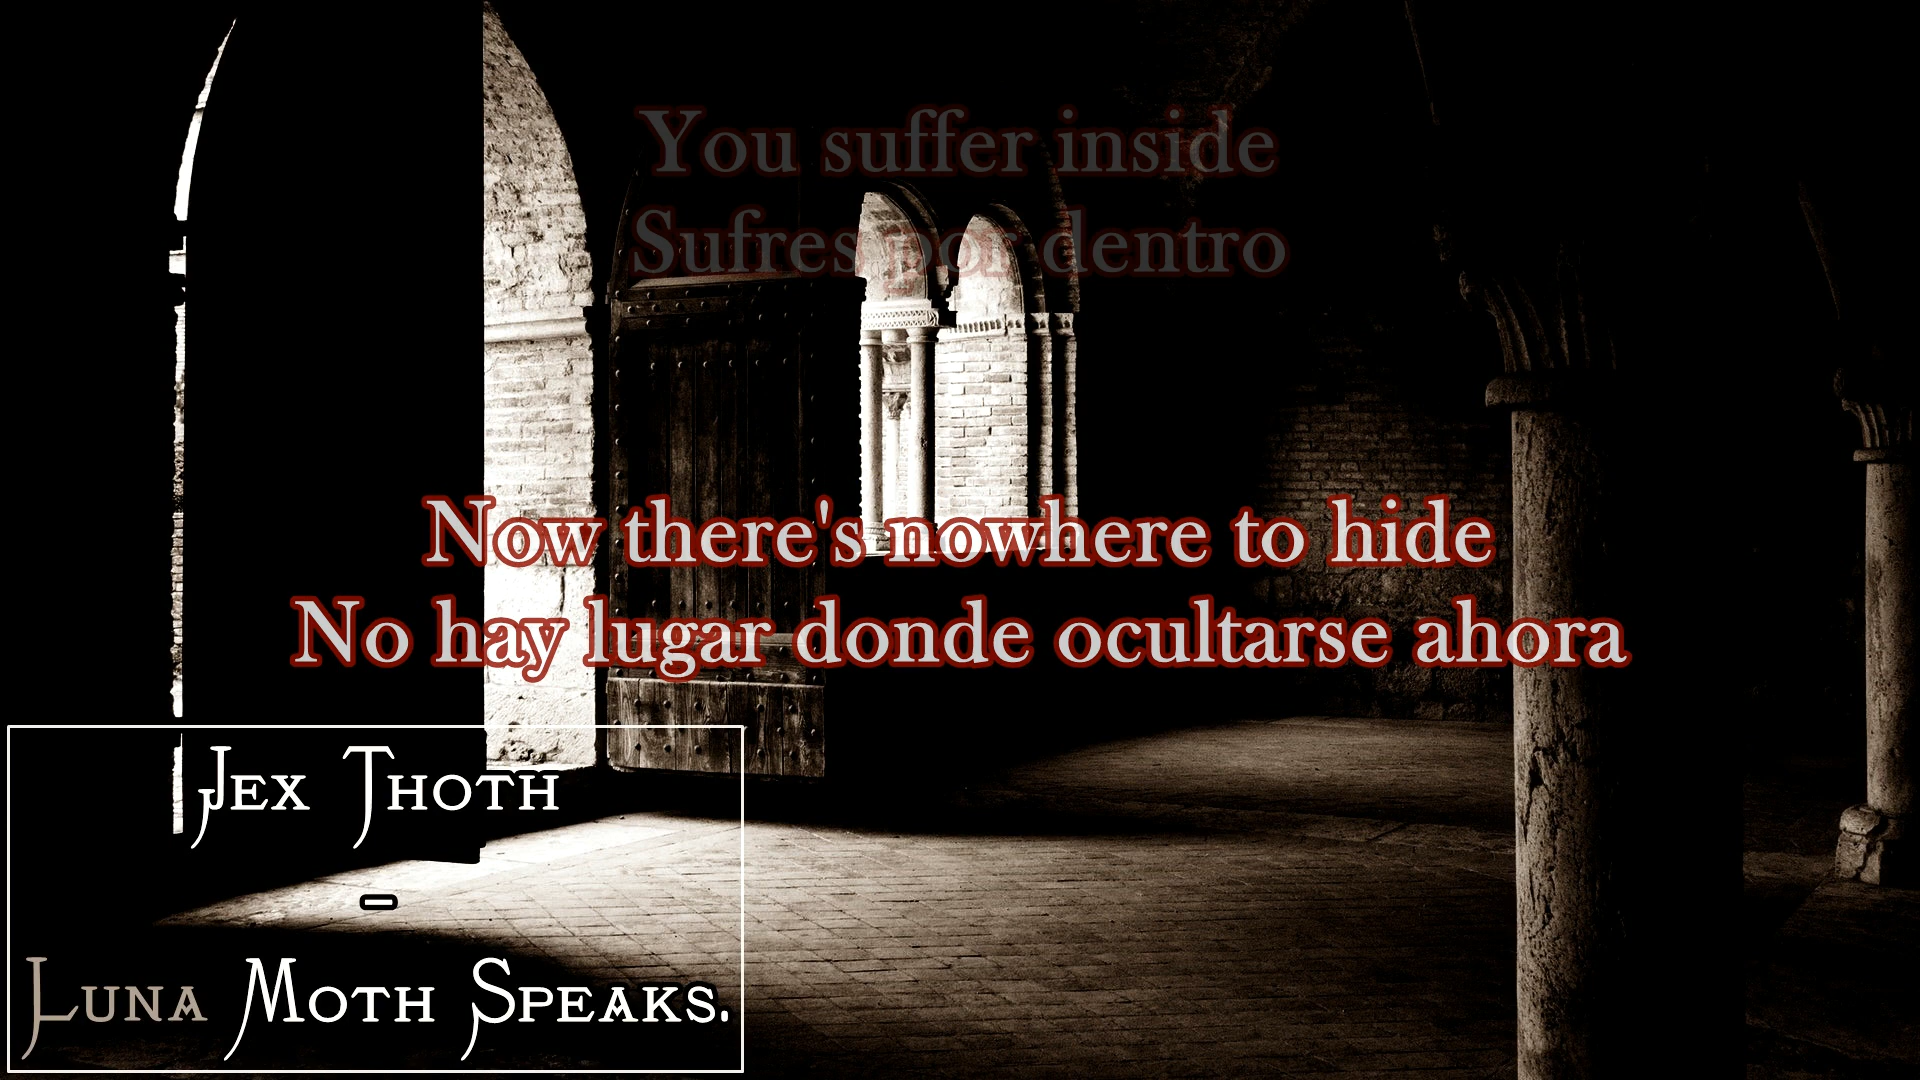 You suffer inside
Sufres por dentro
Now there's nowhere to hide
No hay lugar donde ocultarse ahora
Jex Thoth
-
Luna Moth Speaks.